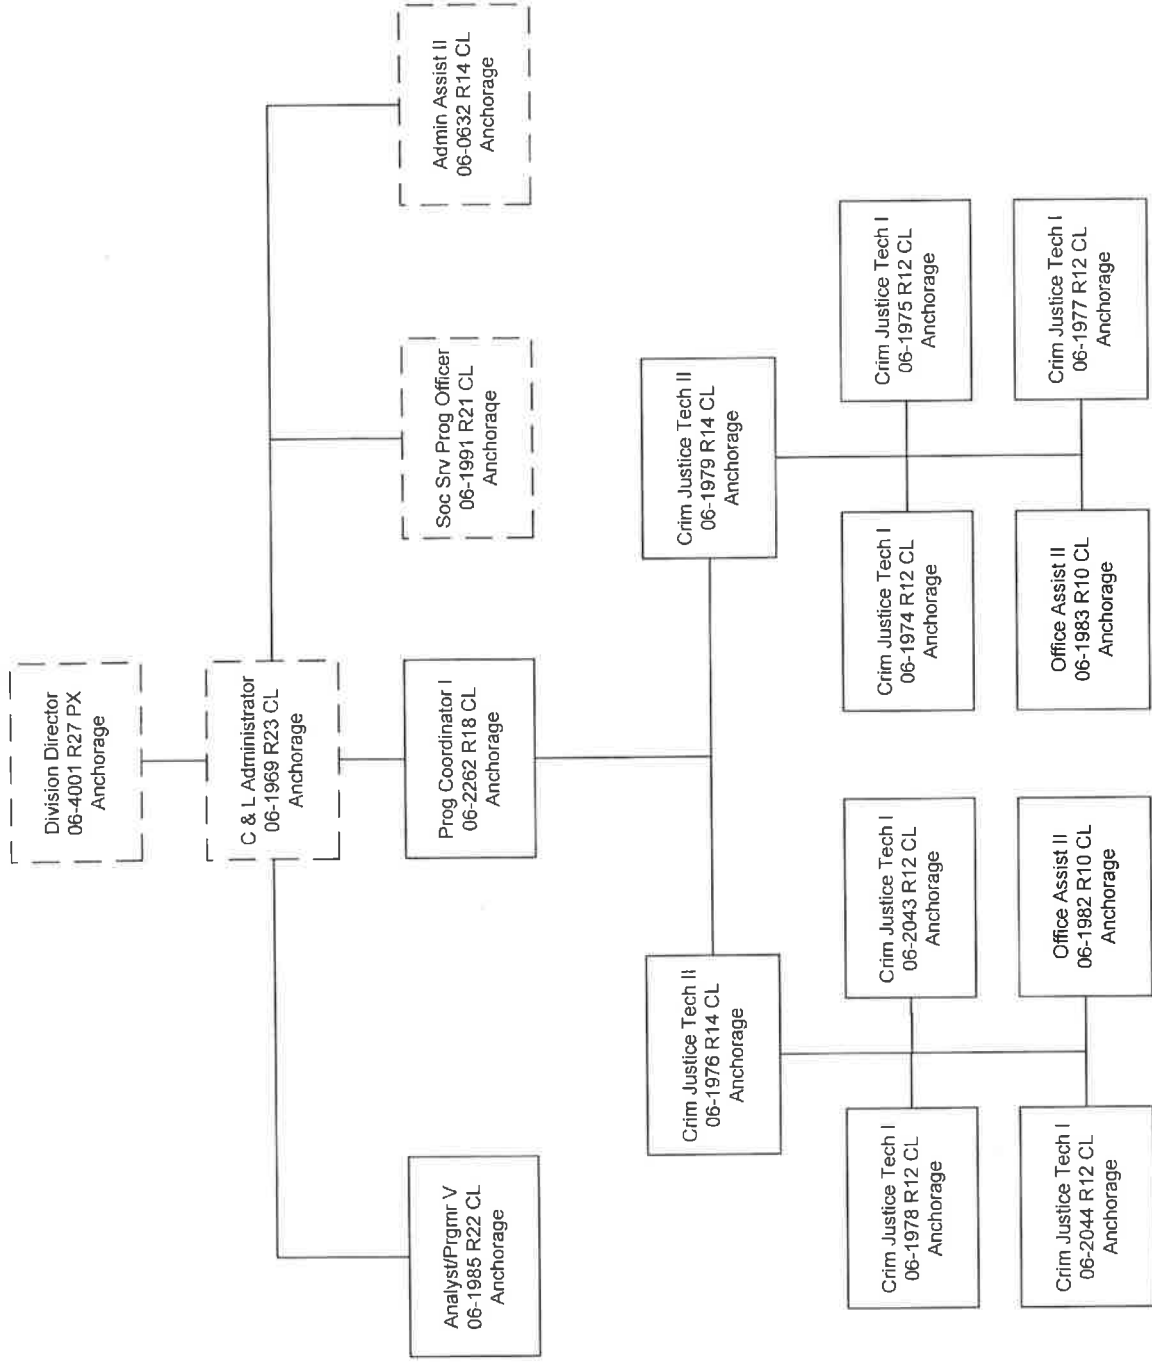 Division Director
06-4001 R27 PX
Anchorage
C & L Administrator
06-1969 R23 CL
Anchorage
Analyst/Prgmr V
06-1985 R22 CL
Anchorage
Prog Coordinator I
06-2262 R18 CL
Anchorage
Soc Srv Prog Officer
06-1991 R21 CL
Anchorage
Admin Assist II
06-0632 R14 CL
Anchorage
Crim Justice Tech II
06-1976 R14 CL
Anchorage
Crim Justice Tech II
06-1979 R14 CL
Anchorage
Crim Justice Tech I
06-1978 R12 CL
Anchorage
Crim Justice Tech I
06-2043 R12 CL
Anchorage
Crim Justice Tech I
06-1974 R12 CL
Anchorage
Crim Justice Tech I
06-1975 R12 CL
Anchorage
Crim Justice Tech I
06-2044 R12 CL
Anchorage
Office Assist II
06-1982 R10 CL
Anchorage
Office Assist II
06-1983 R10 CL
Anchorage
Crim Justice Tech I
06-1977 R12 CL
Anchorage